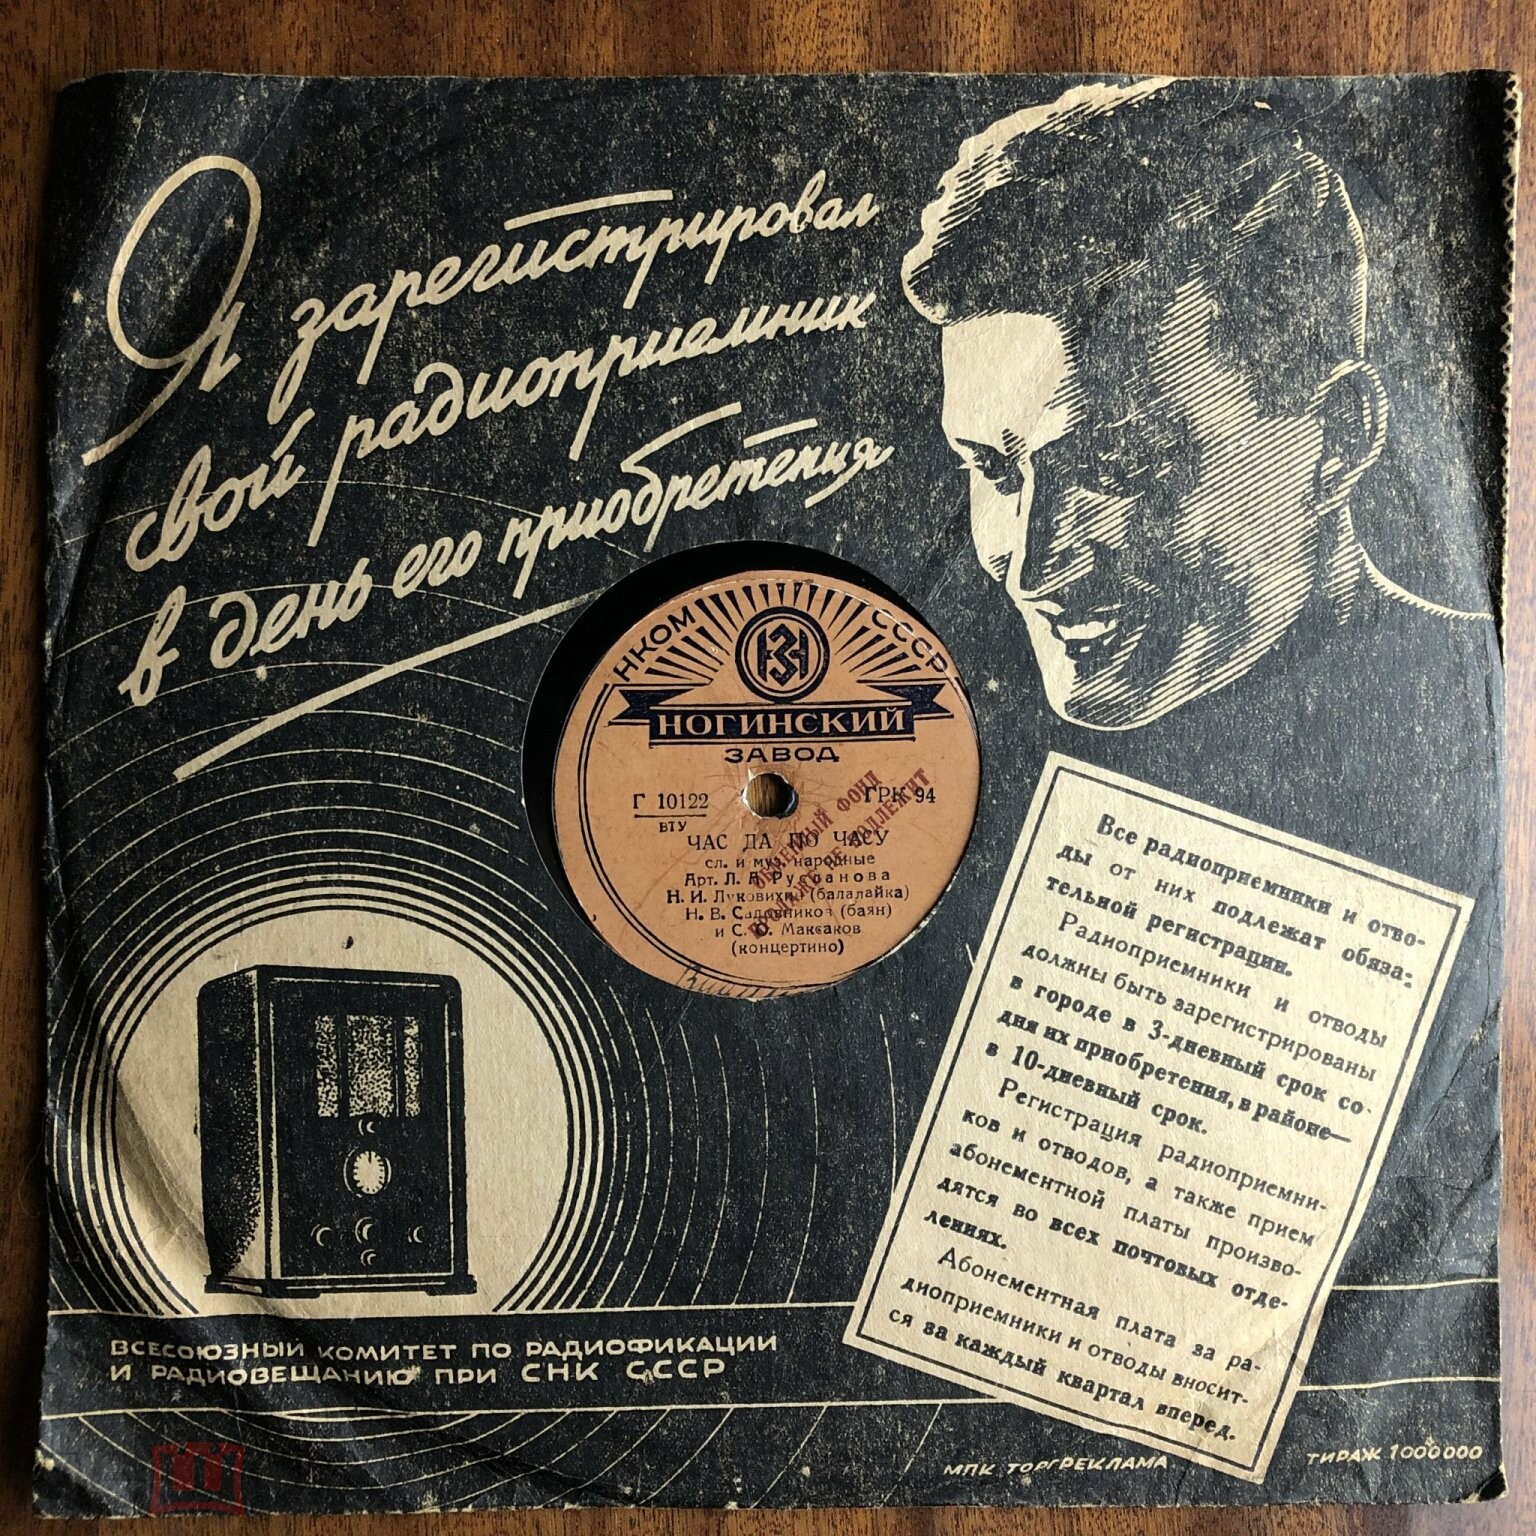 Я зарегистрировал
свой радиоприемник
в день его приобретения
НКОМ СССР
НОГИНСКИЙ
ЗАВОД
Г 10122 ГРК 94
ВТУ
ЧАС ДА ПО ЧАСУ
сл. и муз. народные
Арт. Л. А. Русланова
Н. И. Луковихин (балалайка)
Н. В. Садовников (баян)
и С. Максаков
(концертино)
ОБМЕННЫЙ ФОНД
ПРОДАЖЕ НЕ ПОДЛЕЖИТ
Все радиоприемники и отво-
ды от них подлежат обяза-
тельной регистрации.
Радиоприемники и отводы
должны быть зарегистрированы
в городе в 3-дневный срок со
дня их приобретения, в районе—
в 10-дневный срок.
Регистрация радиоприемни-
ков и отводов, а также прием
абонементной платы произво-
дятся во всех почтовых отде-
лениях.
Абонементная плата за ра-
диоприемники и отводы вносит-
ся за каждый квартал вперед.
ВСЕСОЮЗНЫЙ КОМИТЕТ ПО РАДИОФИКАЦИИ
И РАДИОВЕЩАНИЮ ПРИ СНК СССР
МПК ТОРГРЕКЛАМА ТИРАЖ 1000000